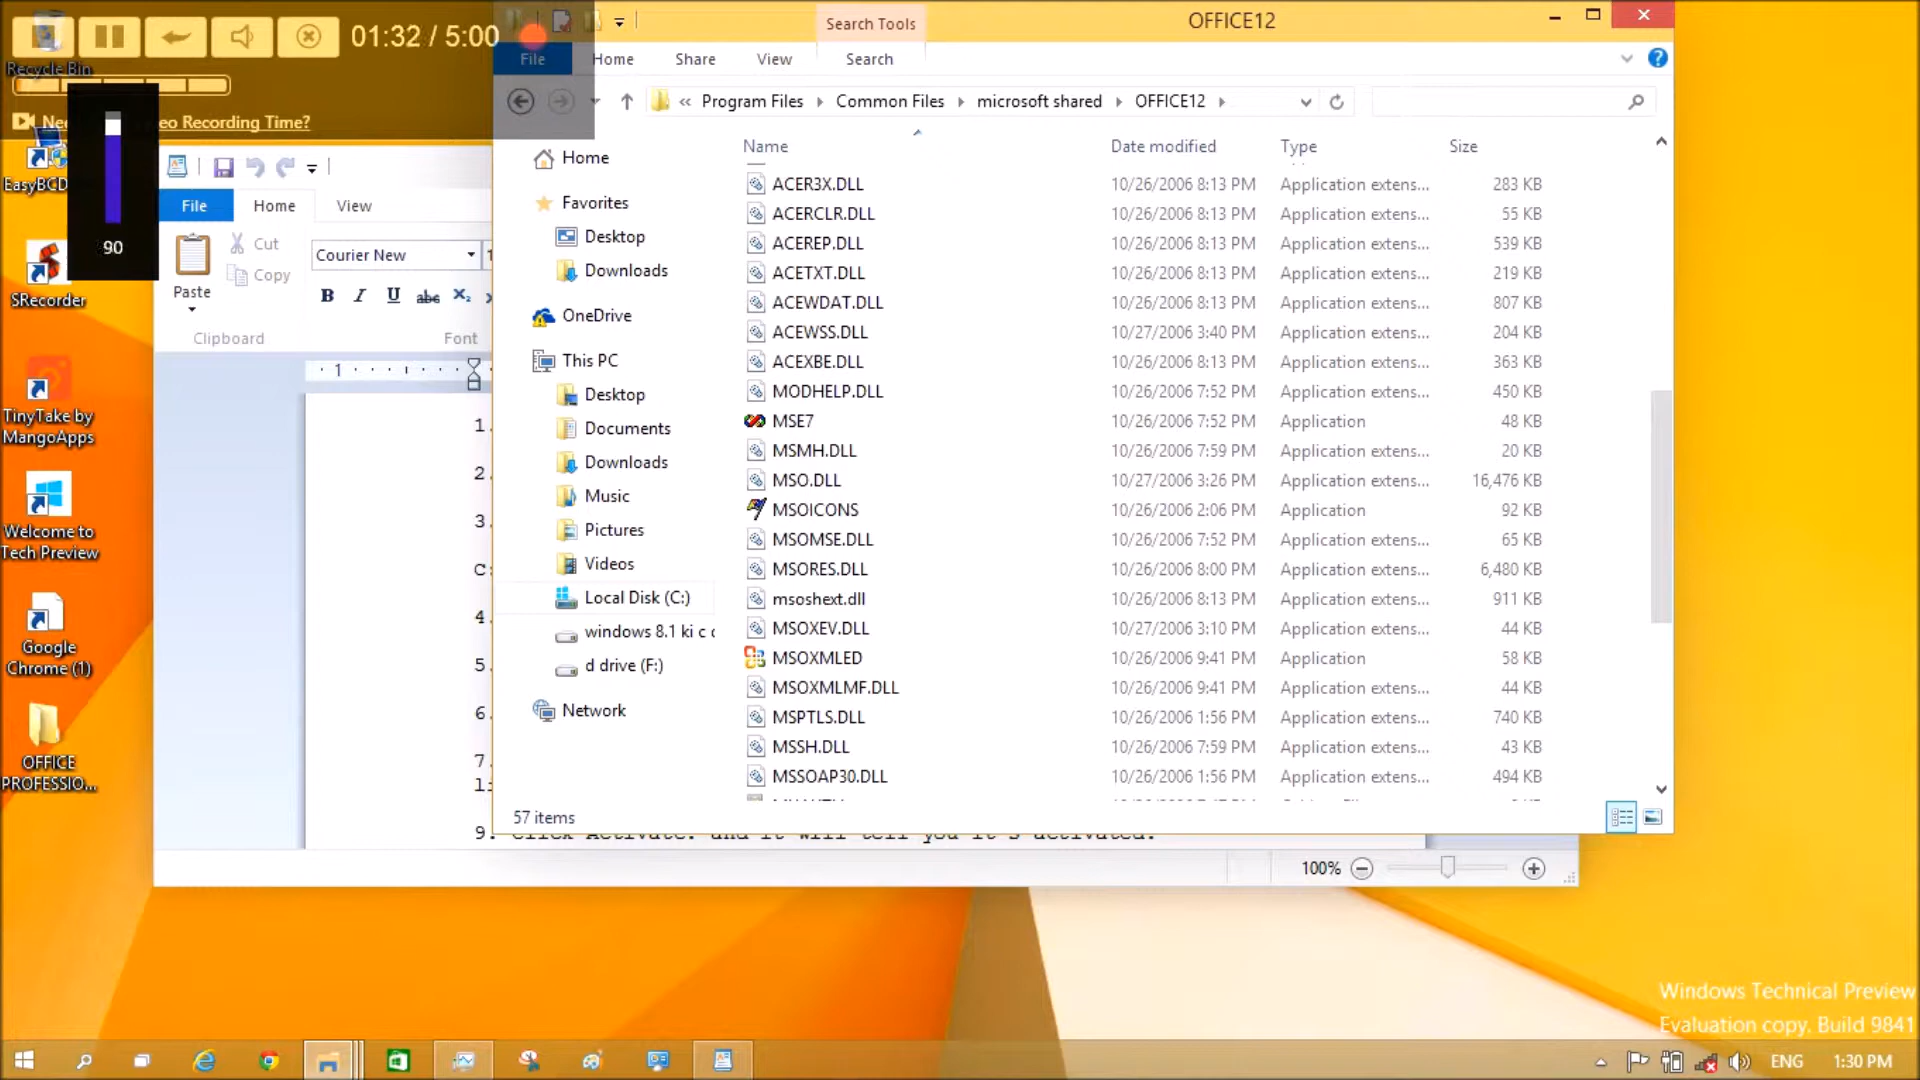 01:32 / 5:00
Recycle Bin
Nee
eo Recording Time?
90
EasyBCD
SRecorder
TinyTake by
MangoApps
Welcome to
Tech Preview
Google
Chrome (1)
OFFICE
PROFESSIO...
File
Home
View
Paste
Cut
Copy
Clipboard
Courier New
B I U abc X₂
Font
1
1.
2.
3.
C:
4.
5.
6.
7.
9. Click Activate. and it will tell you it's activated.
100%
Search Tools
OFFICE12
File
Home
Share
View
Search
« Program Files
Common Files
microsoft shared
OFFICE12
Home
Favorites
Desktop
Downloads
OneDrive
This PC
Desktop
Documents
Downloads
Music
Pictures
Videos
Local Disk (C:)
windows 8.1 ki c
d drive (F:)
Network
Name Date modified Type Size
ACER3X.DLL 10/26/2006 8:13 PM Application extens... 283 KB
ACERCLR.DLL 10/26/2006 8:13 PM Application extens... 55 KB
ACEREP.DLL 10/26/2006 8:13 PM Application extens... 539 KB
ACETXT.DLL 10/26/2006 8:13 PM Application extens... 219 KB
ACEWDAT.DLL 10/26/2006 8:13 PM Application extens... 807 KB
ACEWSS.DLL 10/27/2006 3:40 PM Application extens... 204 KB
ACEXBE.DLL 10/26/2006 8:13 PM Application extens... 363 KB
MODHELP.DLL 10/26/2006 7:52 PM Application extens... 450 KB
MSE7 10/26/2006 7:52 PM Application 48 KB
MSMH.DLL 10/26/2006 7:59 PM Application extens... 20 KB
MSO.DLL 10/27/2006 3:26 PM Application extens... 16,476 KB
MSOICONS 10/26/2006 2:06 PM Application 92 KB
MSOMSE.DLL 10/26/2006 7:52 PM Application extens... 65 KB
MSORES.DLL 10/26/2006 8:00 PM Application extens... 6,480 KB
msoshext.dll 10/26/2006 8:13 PM Application extens... 911 KB
MSOXEV.DLL 10/27/2006 3:10 PM Application extens... 44 KB
MSOXMLED 10/26/2006 9:41 PM Application 58 KB
MSOXMLMF.DLL 10/26/2006 9:41 PM Application extens... 44 KB
MSPTLS.DLL 10/26/2006 1:56 PM Application extens... 740 KB
MSSH.DLL 10/26/2006 7:59 PM Application extens... 43 KB
MSSOAP30.DLL 10/26/2006 1:56 PM Application extens... 494 KB
57 items
Windows Technical Preview
Evaluation copy. Build 9841
ENG
1:30 PM